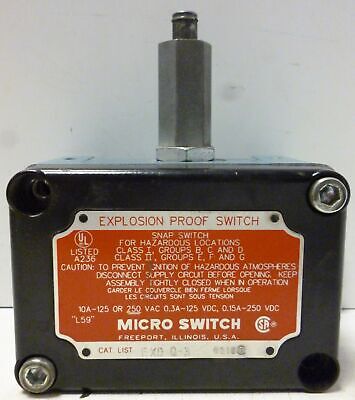 EXPLOSION PROOF SWITCH
UL
LISTED
A236
SNAP SWITCH
FOR HAZARDOUS LOCATIONS
CLASS I, GROUPS B, C AND D
CLASS II, GROUPS E, F AND G
CAUTION: TO PREVENT IGNITION OF HAZARDOUS ATMOSPHERES
DISCONNECT SUPPLY CIRCUIT BEFORE OPENING. KEEP
ASSEMBLY TIGHTLY CLOSED WHEN IN OPERATION
GARDER LE COUVERCLE BIEN FERME LORSQUE
LES CIRCUITS SONT SOUS TENSION
10A-125 OR 250 VAC 0.3A-125 VDC, 0.15A-250 VDC
"L59"
MICRO SWITCH
FREEPORT, ILLINOIS, U.S.A.
CAT. LIST